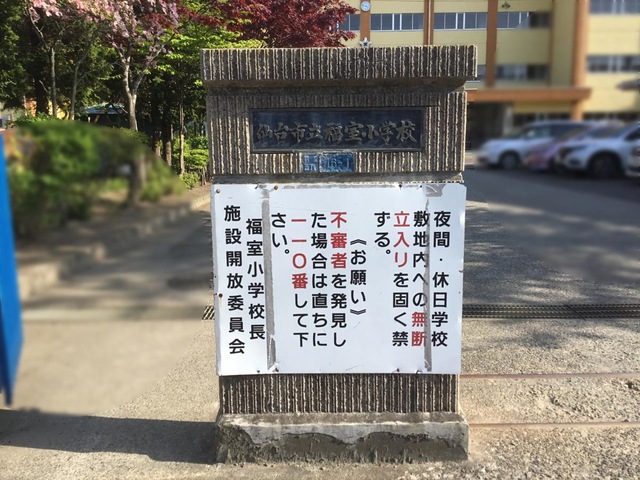 仙台市立福室小学校
夜間・休日学校
敷地内への無断
立入りを固く禁
ずる。
《お願い》
不審者を発見し
た場合は直ちに
一一〇番して下
さい。
福室小学校長
施設開放委員会